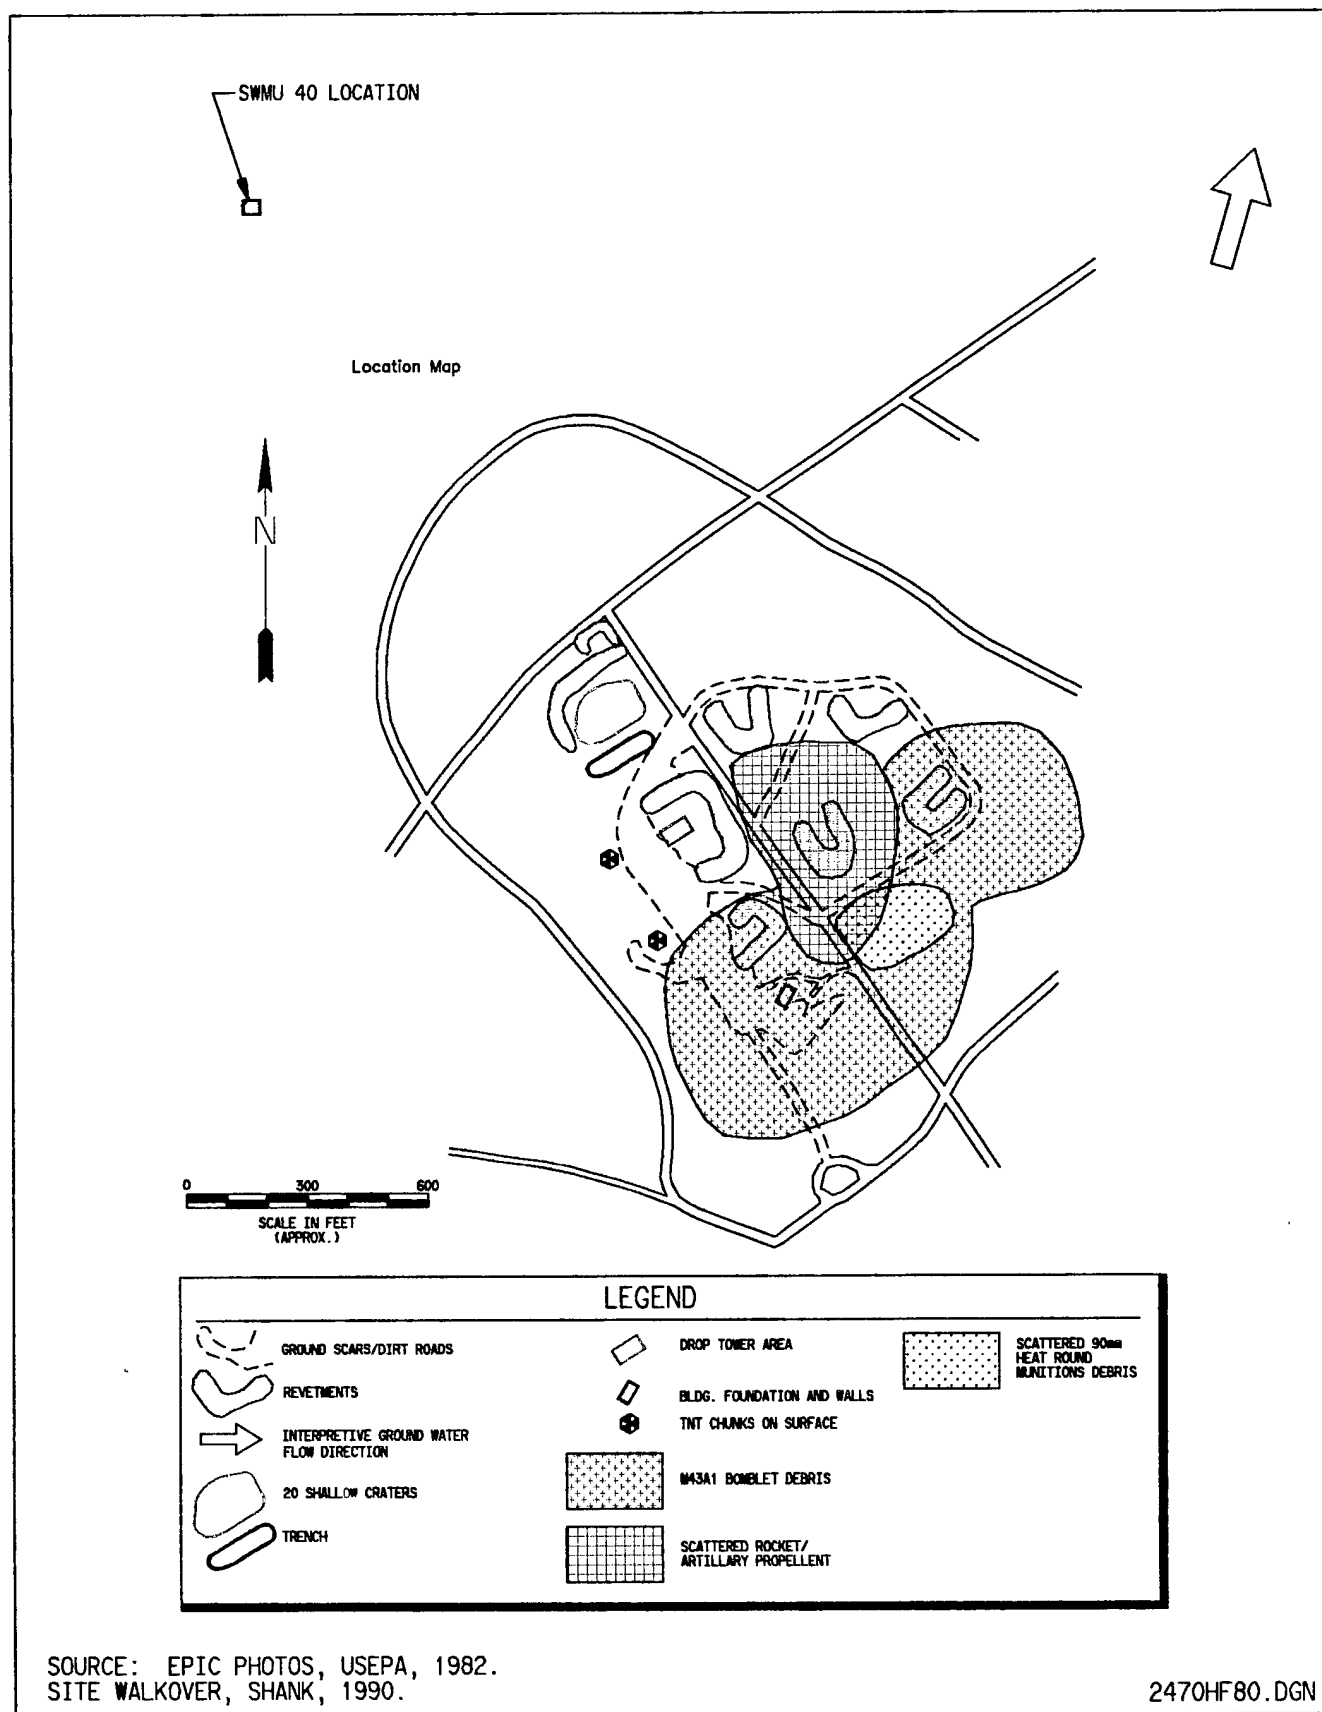 SWMU 40 LOCATION
Location Map
N
0 300 600
SCALE IN FEET
(APPROX.)
LEGEND
GROUND SCARS/DIRT ROADS
REVETMENTS
INTERPRETIVE GROUND WATER
FLOW DIRECTION
20 SHALLOW CRATERS
TRENCH
DROP TOWER AREA
BLDG. FOUNDATION AND WALLS
TNT CHUNKS ON SURFACE
M43A1 BOMBLET DEBRIS
SCATTERED ROCKET/
ARTILLARY PROPELLENT
SCATTERED 90mm
HEAT ROUND
MUNITIONS DEBRIS
SOURCE: EPIC PHOTOS, USEPA, 1982.
SITE WALKOVER, SHANK, 1990.
2470HF80.DGN